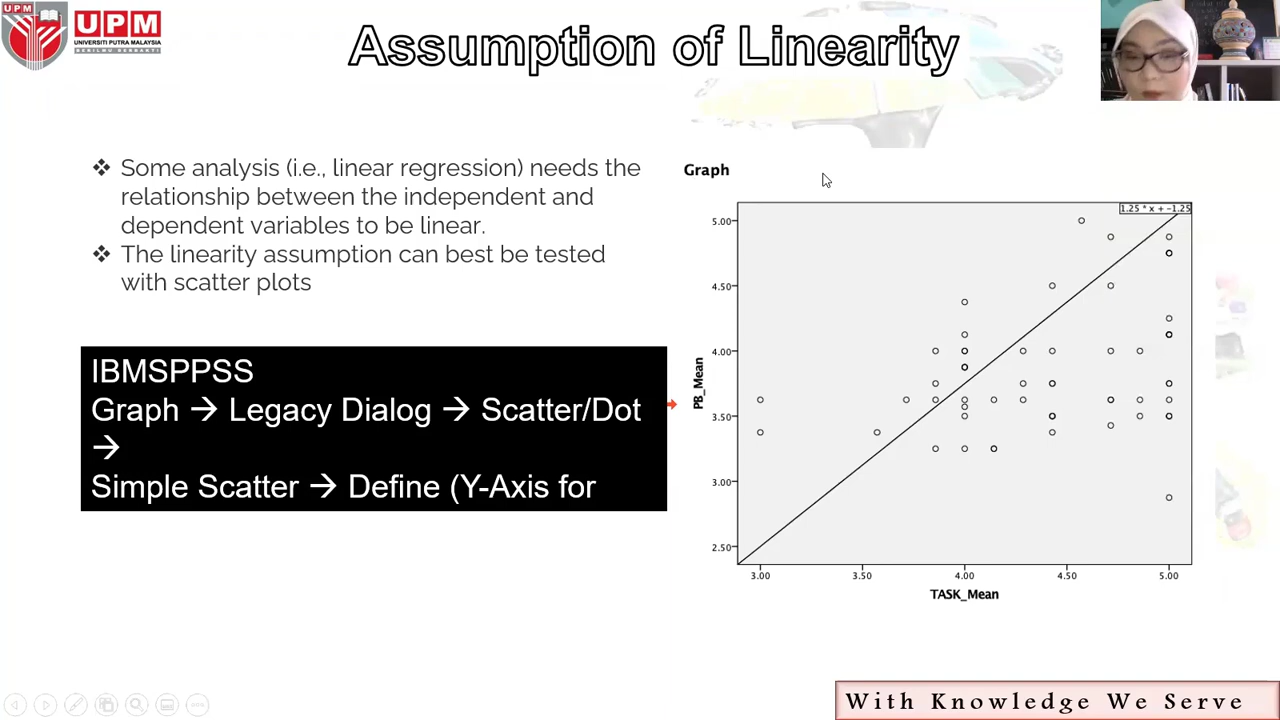 UPM
UPM
UNIVERSITI PUTRA MALAYSIA
BERILMU BERBAKTI
Assumption of Linearity
Some analysis (i.e., linear regression) needs the
relationship between the independent and
dependent variables to be linear.
The linearity assumption can best be tested
with scatter plots
IBMSPPSS
Graph → Legacy Dialog → Scatter/Dot
→
Simple Scatter → Define (Y-Axis for
Graph
1.25 * x + -1.25
5.00
4.50
4.00
3.50
3.00
2.50
PB_Mean
3.00 3.50 4.00 4.50 5.00
TASK_Mean
With Knowledge We Serve